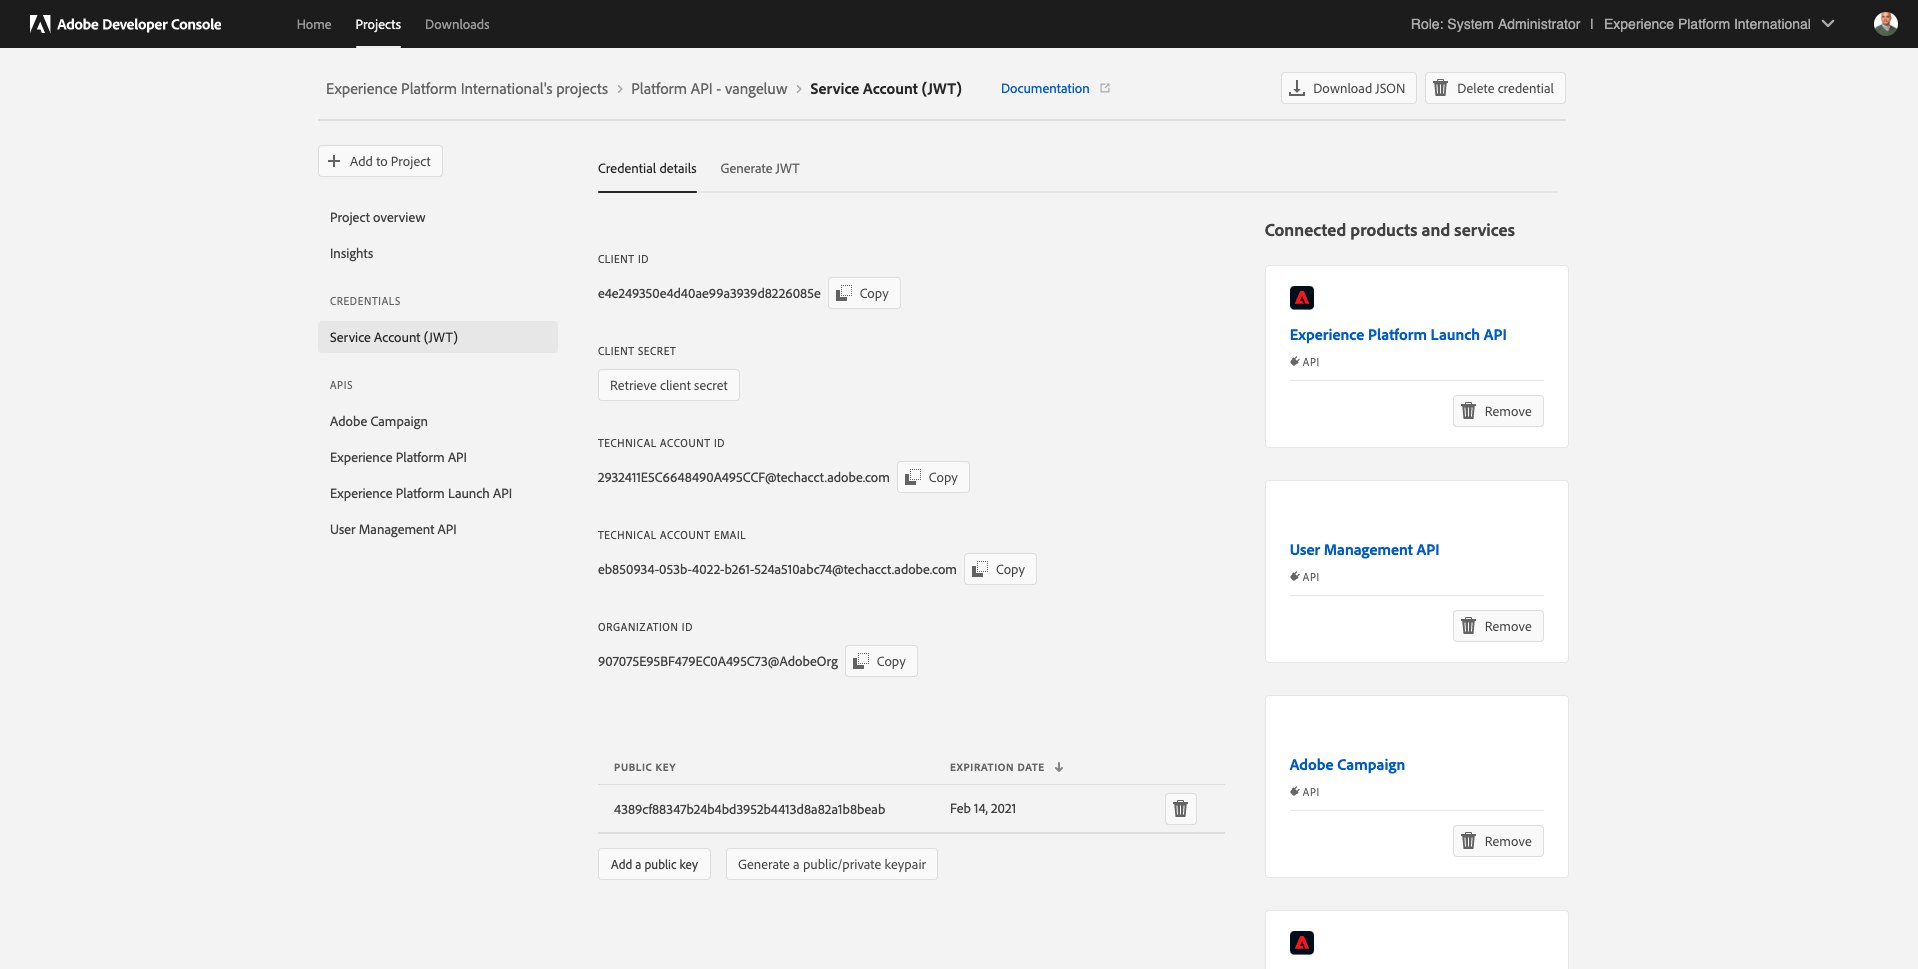 Adobe Developer Console
Home
Projects
Downloads
Role: System Administrator | Experience Platform International
Experience Platform International's projects > Platform API - vangeluw > Service Account (JWT)
Documentation
Download JSON
Delete credential
Add to Project
Project overview
Insights
CREDENTIALS
Service Account (JWT)
APIS
Adobe Campaign
Experience Platform API
Experience Platform Launch API
User Management API
Credential details
Generate JWT
CLIENT ID
e4e249350e4d40ae99a3939d8226085e
Copy
CLIENT SECRET
Retrieve client secret
TECHNICAL ACCOUNT ID
2932411E5C6648490A495CCF@techacct.adobe.com
Copy
TECHNICAL ACCOUNT EMAIL
eb850934-053b-4022-b261-524a510abc74@techacct.adobe.com
Copy
ORGANIZATION ID
907075E95BF479EC0A495C73@AdobeOrg
Copy
PUBLIC KEY
EXPIRATION DATE
4389cf88347b24b4bd3952b4413d8a82a1b8beab
Feb 14, 2021
Add a public key
Generate a public/private keypair
Connected products and services
Experience Platform Launch API
API
Remove
User Management API
API
Remove
Adobe Campaign
API
Remove